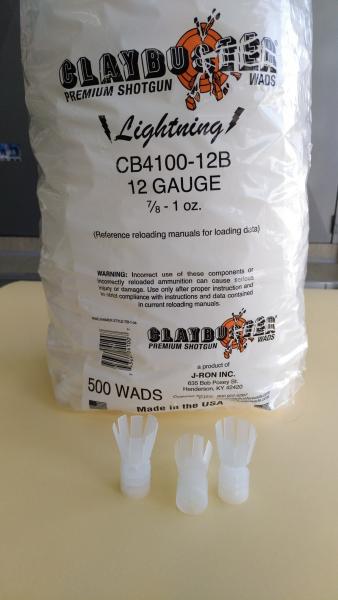 CLAYBUSTER
PREMIUM SHOTGUN WADS
Lightning
CB4100-12B
12 GAUGE
7/8 - 1 oz.
(Reference reloading manuals for loading data)
WARNING: Incorrect use of these components or
incorrectly reloaded ammunition can cause serious
injury or damage. Use only after proper instruction and
in strict compliance with instructions and data contained
in current reloading manuals.
CLAYBUSTER
PREMIUM SHOTGUN WADS
a product of
J-RON INC.
635 Bob Posey St.
Henderson, KY 42420
500 WADS
Made in the USA